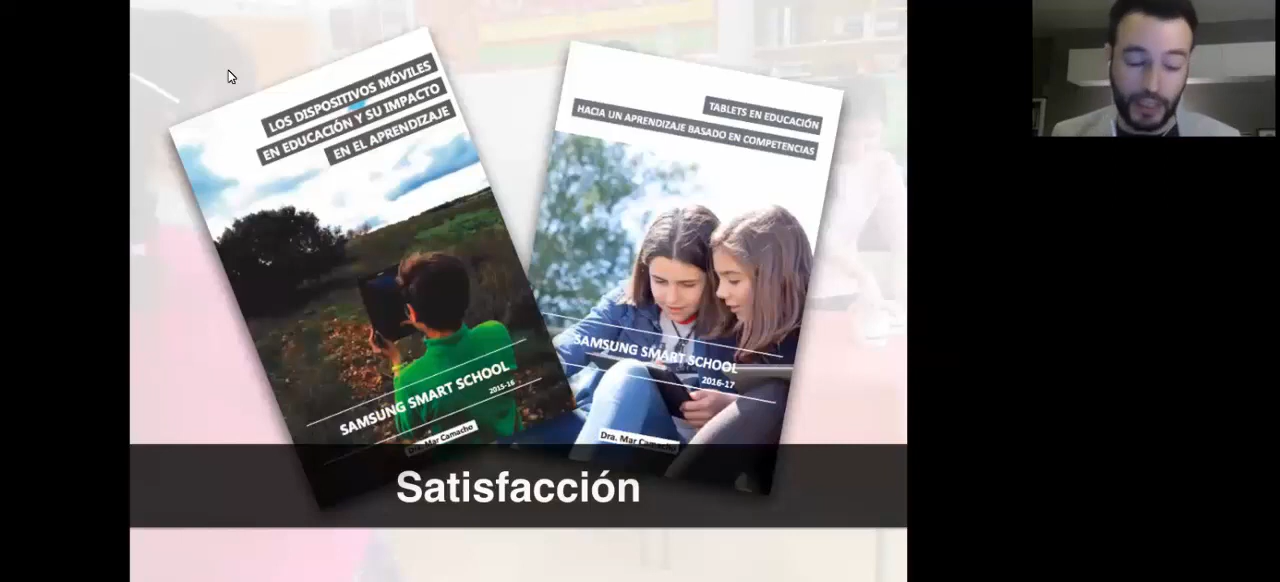 LOS DISPOSITIVOS MÓVILES
EN EDUCACIÓN Y SU IMPACTO
EN EL APRENDIZAJE
SAMSUNG SMART SCHOOL
2015-16
Dra. Mar Camacho
TABLETS EN EDUCACIÓN
HACIA UN APRENDIZAJE BASADO EN COMPETENCIAS
SAMSUNG SMART SCHOOL
2016-17
Dra. Mar Camacho
Satisfacción